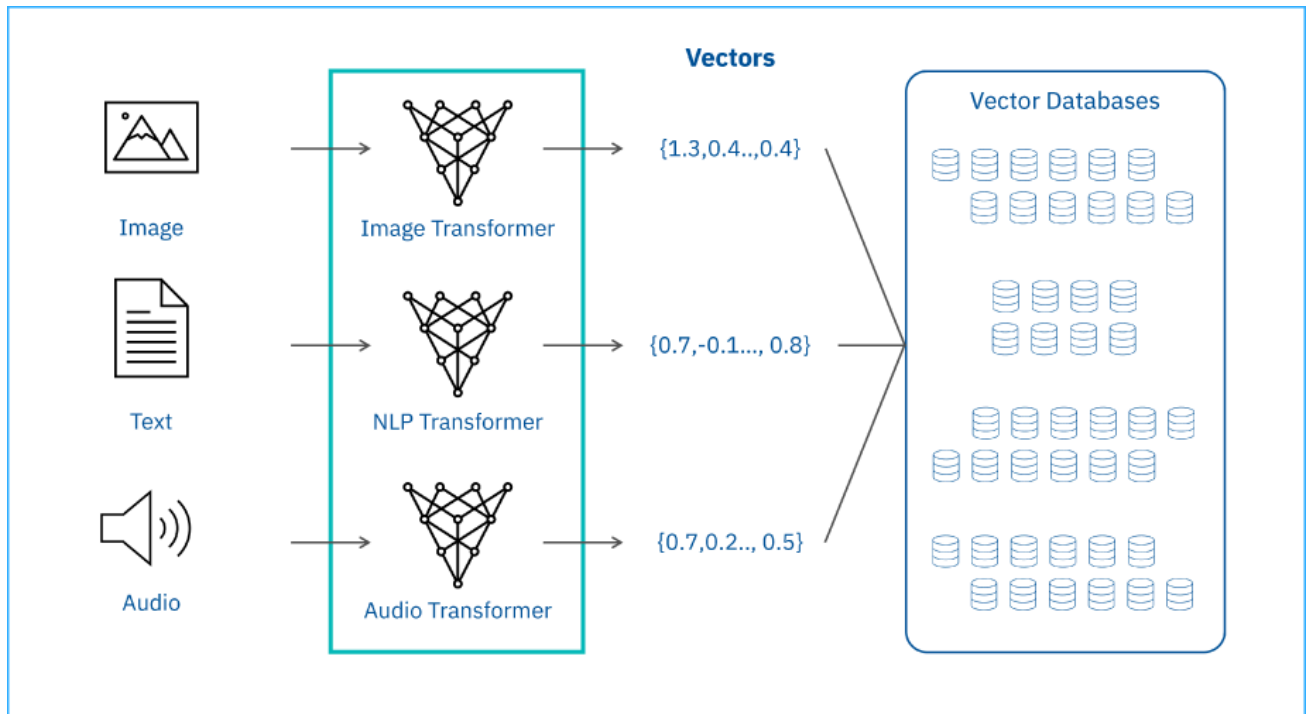 Vectors
Vector Databases
Image
Image Transformer
{1.3,0.4..,0.4}
Text
NLP Transformer
{0.7,-0.1..., 0.8}
Audio
Audio Transformer
{0.7,0.2.., 0.5}